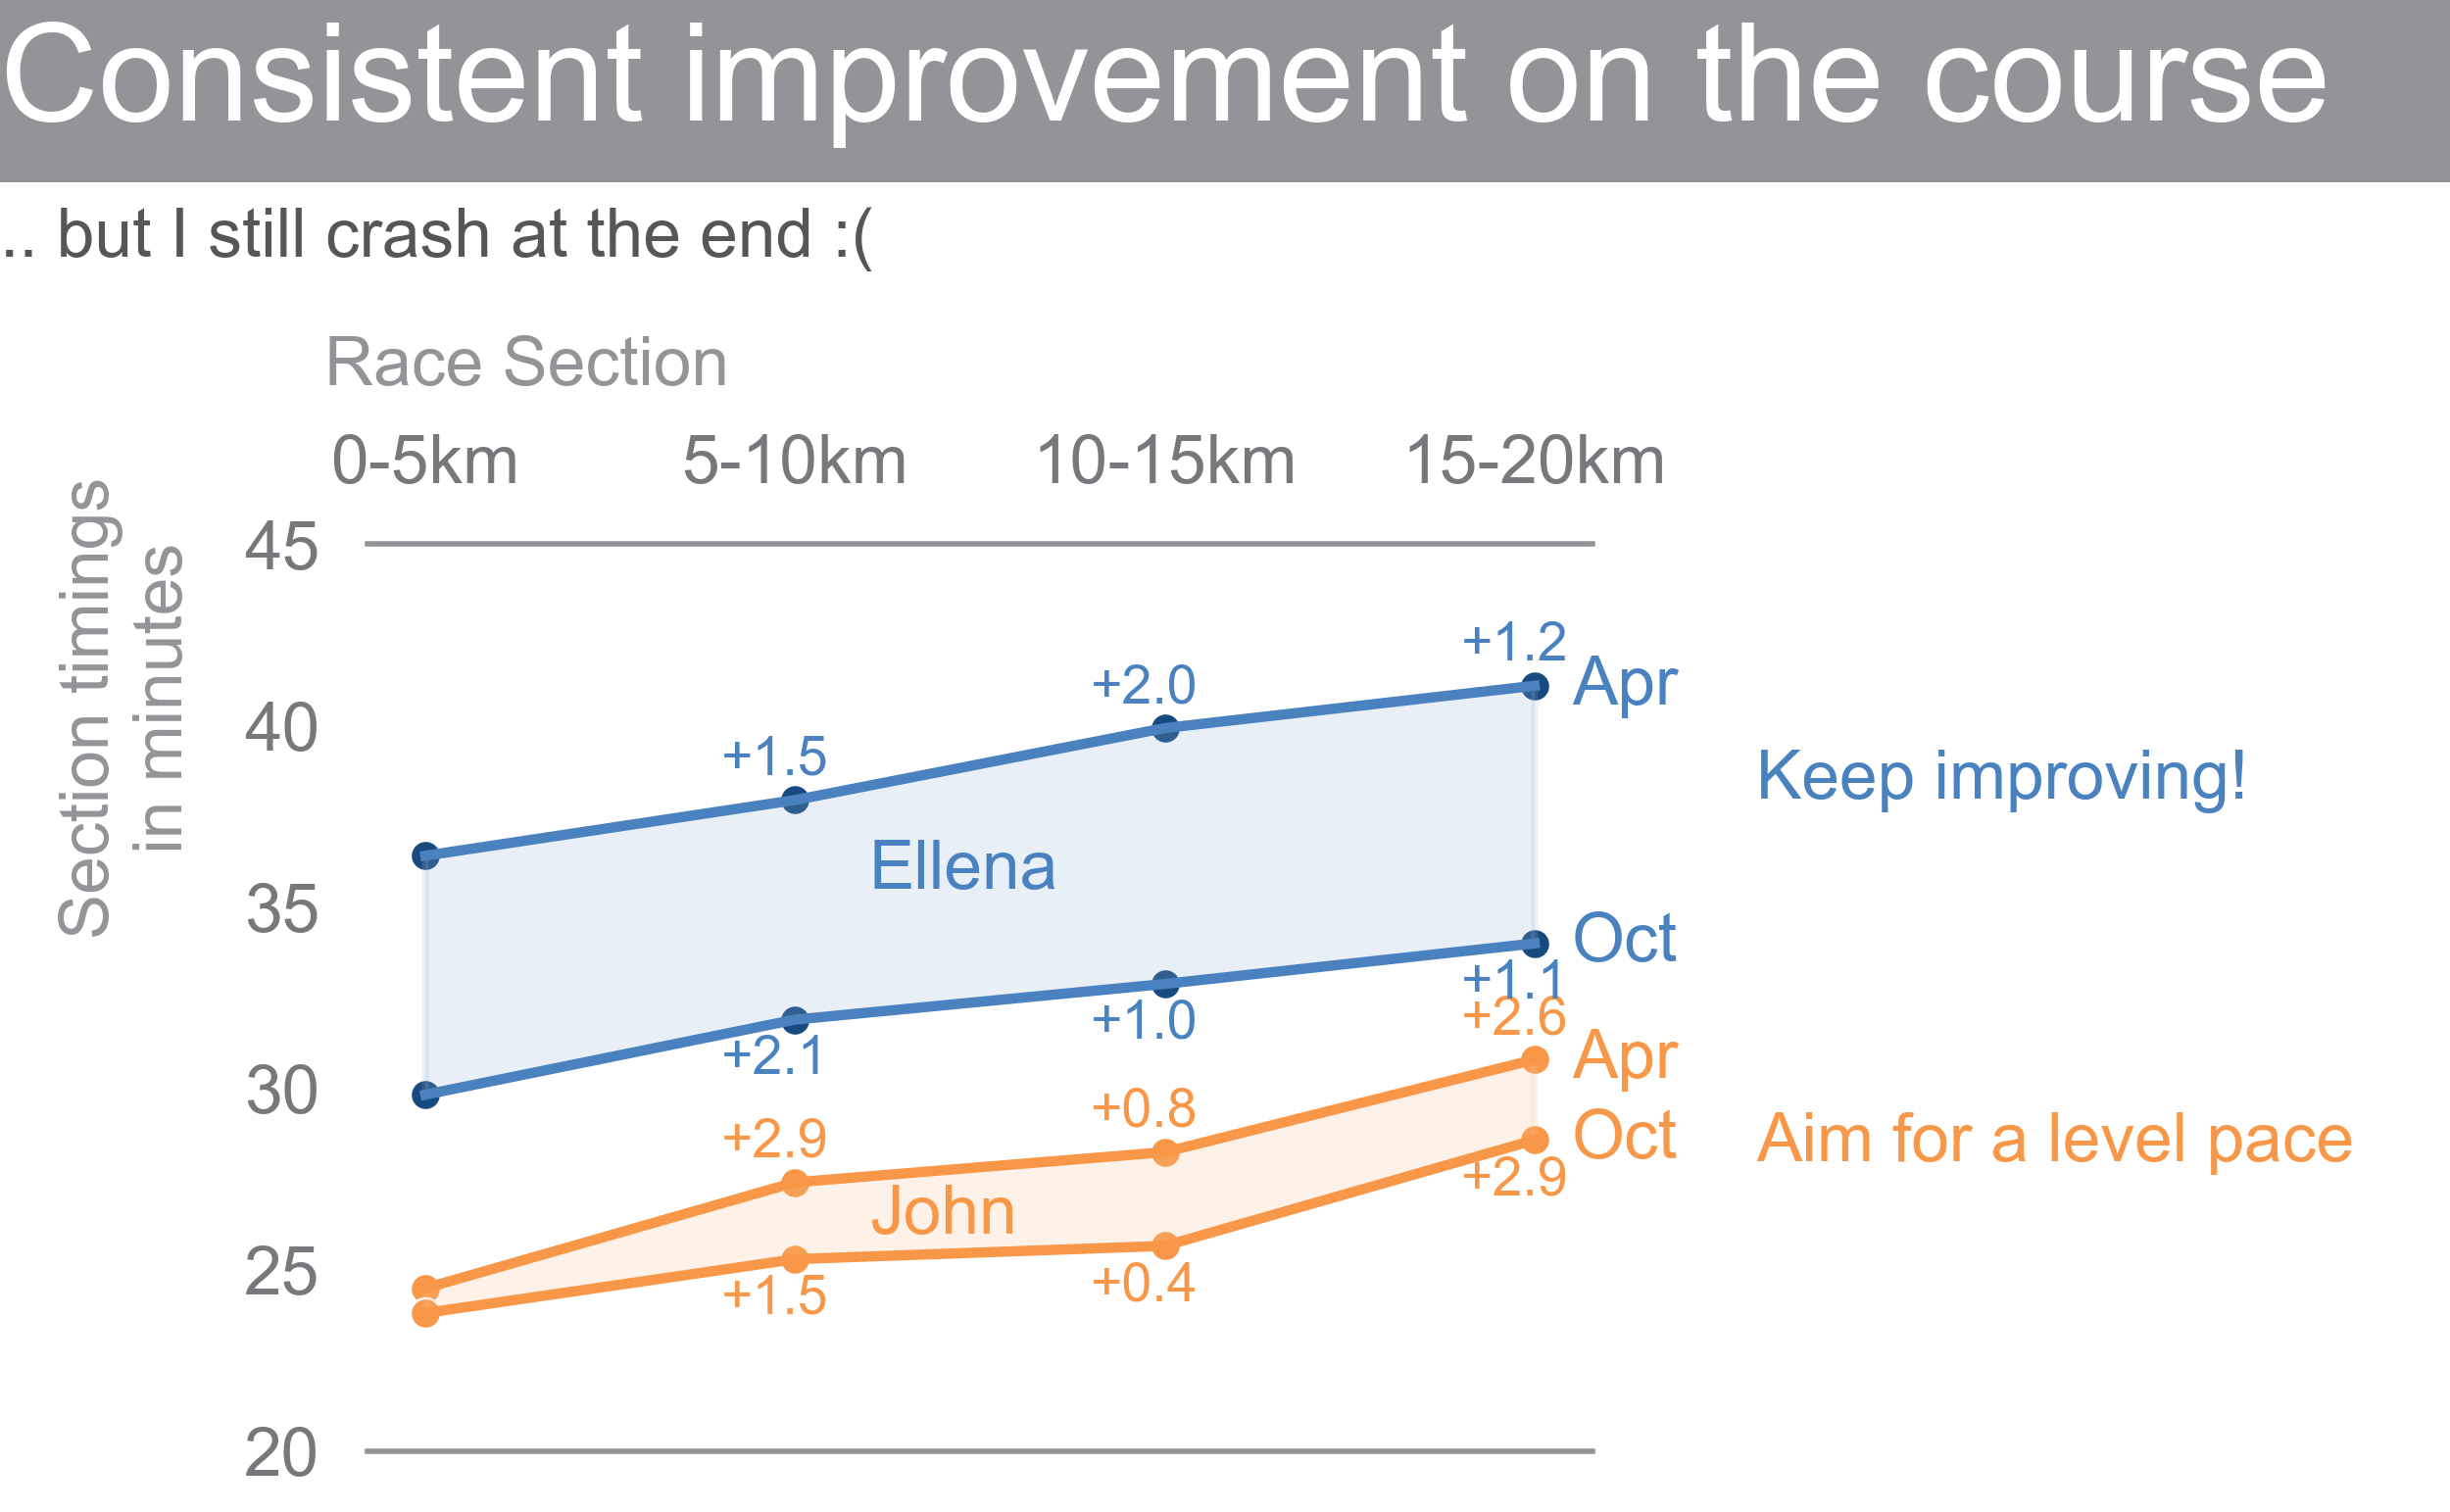 Consistent improvement on the course
.. but I still crash at the end :(
Race Section
0-5km 5-10km 10-15km 15-20km
Section timings
in minutes
45
40
35
30
25
20
+1.5
+2.0
+1.2
Apr
Ellena
Oct
+2.1
+1.0
+1.1
Keep improving!
+2.9
+0.8
+2.6
Apr
John
Oct
+1.5
+0.4
+2.9
Aim for a level pace